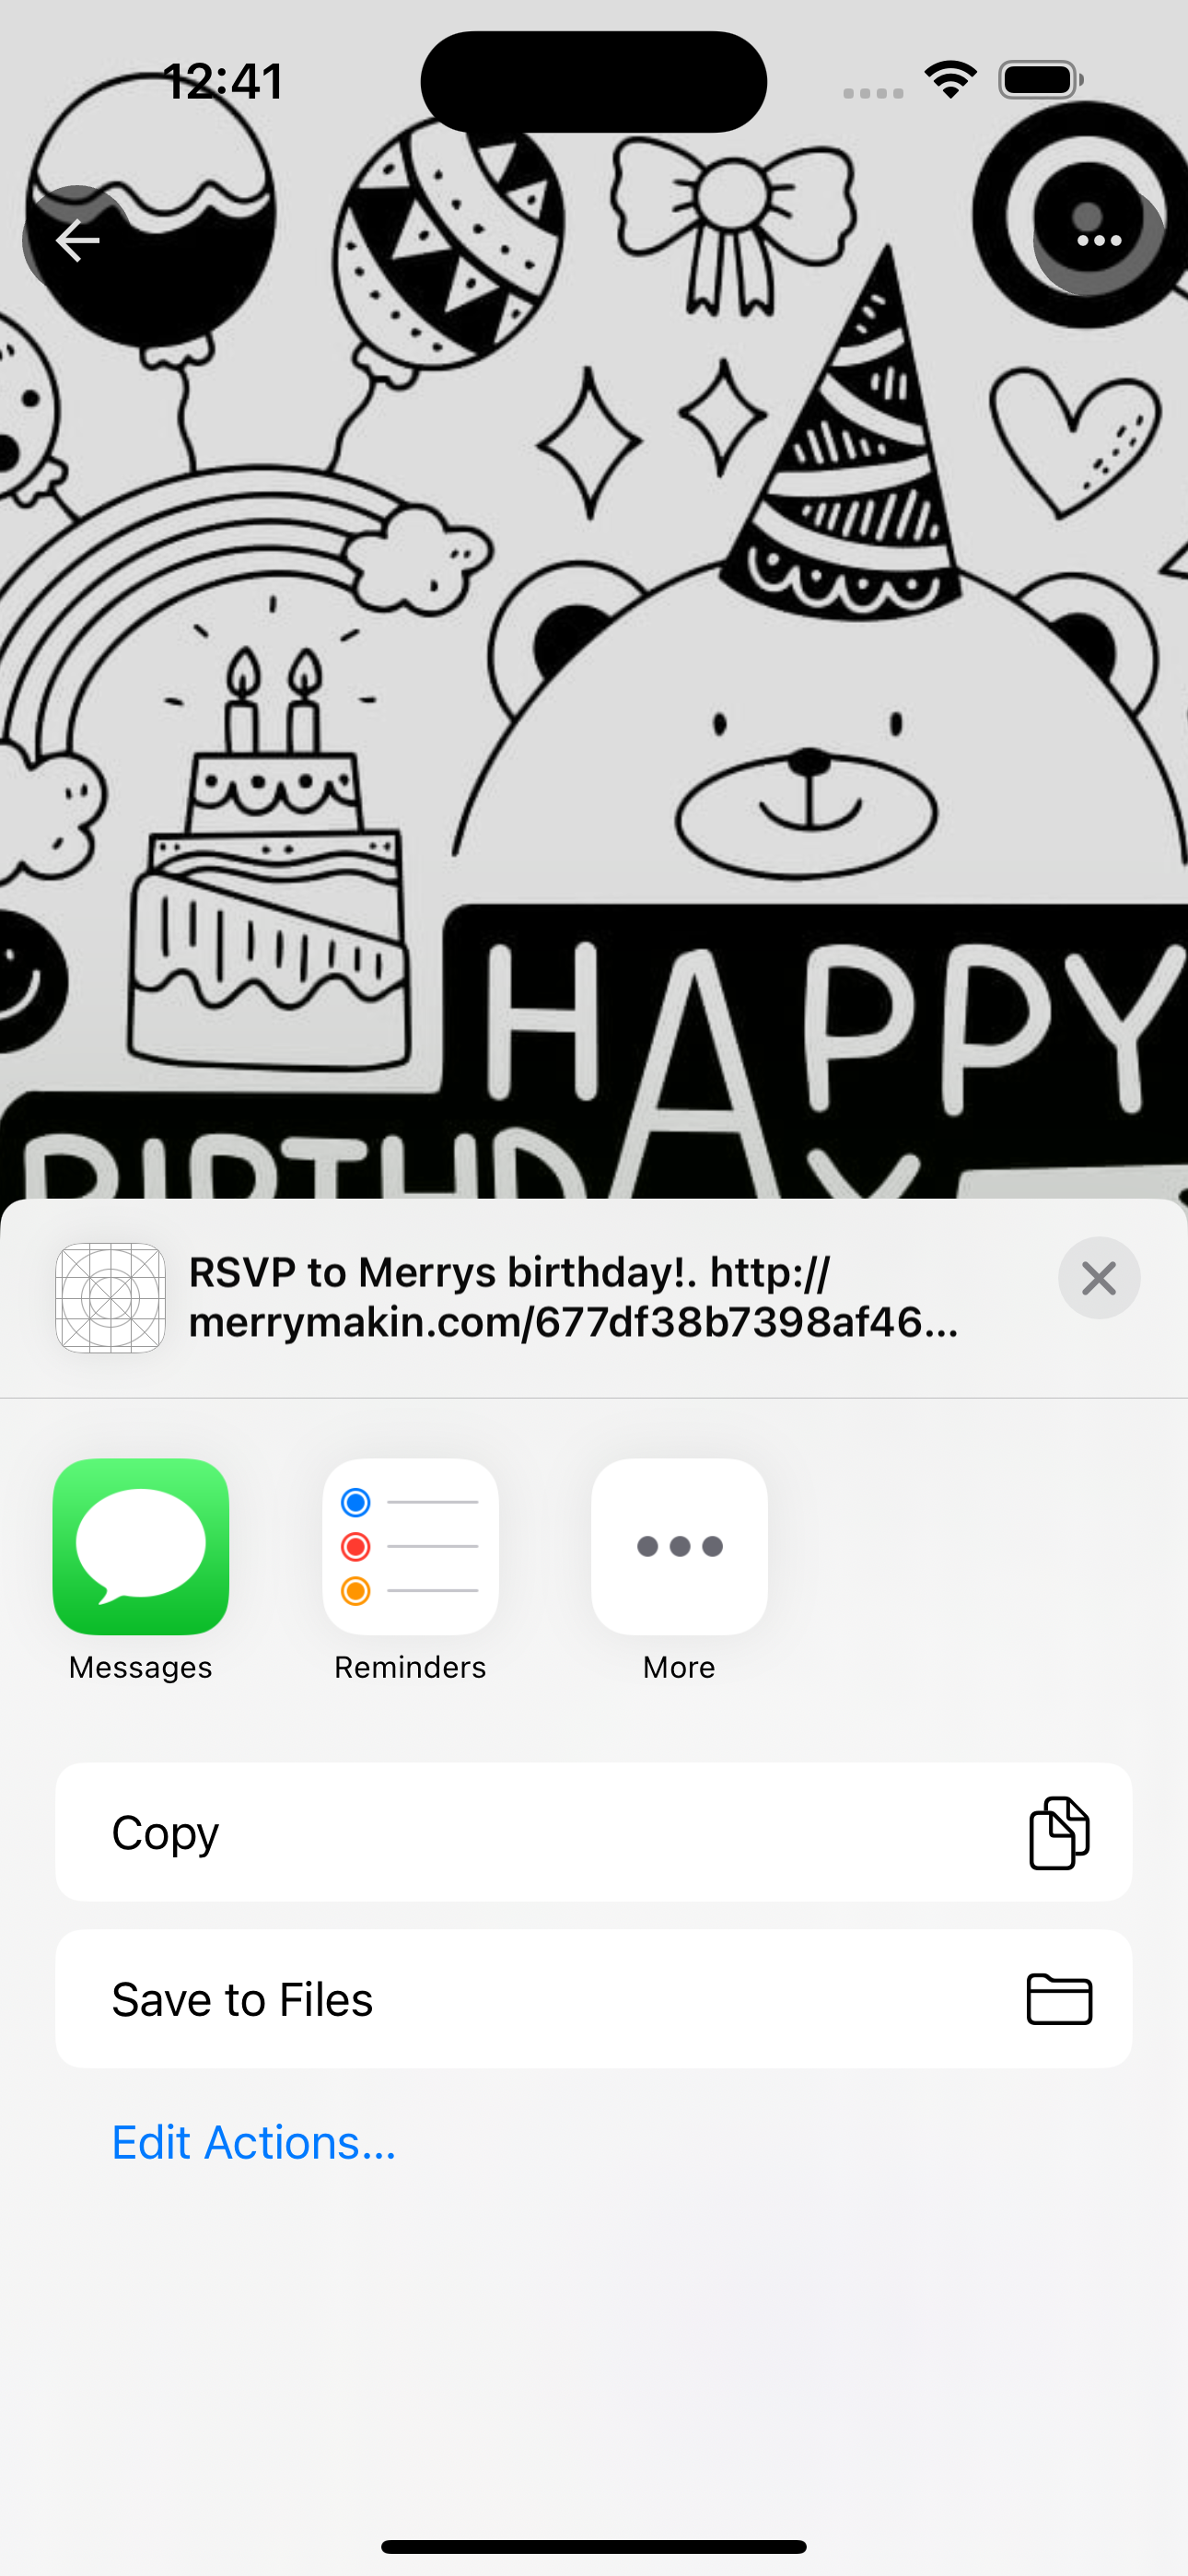 12:41
HAPPY
BIRTHDAY
RSVP to Merrys birthday!. http://
merrymakin.com/677df38b7398af46...
Messages
Reminders
More
Copy
Save to Files
Edit Actions...